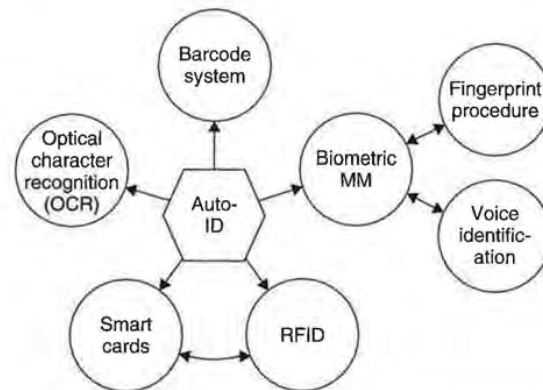 Barcode
system
Fingerprint
procedure
Optical
character
recognition
(OCR)
Biometric
MM
Auto-
ID
Voice
identific-
ation
Smart
cards
RFID